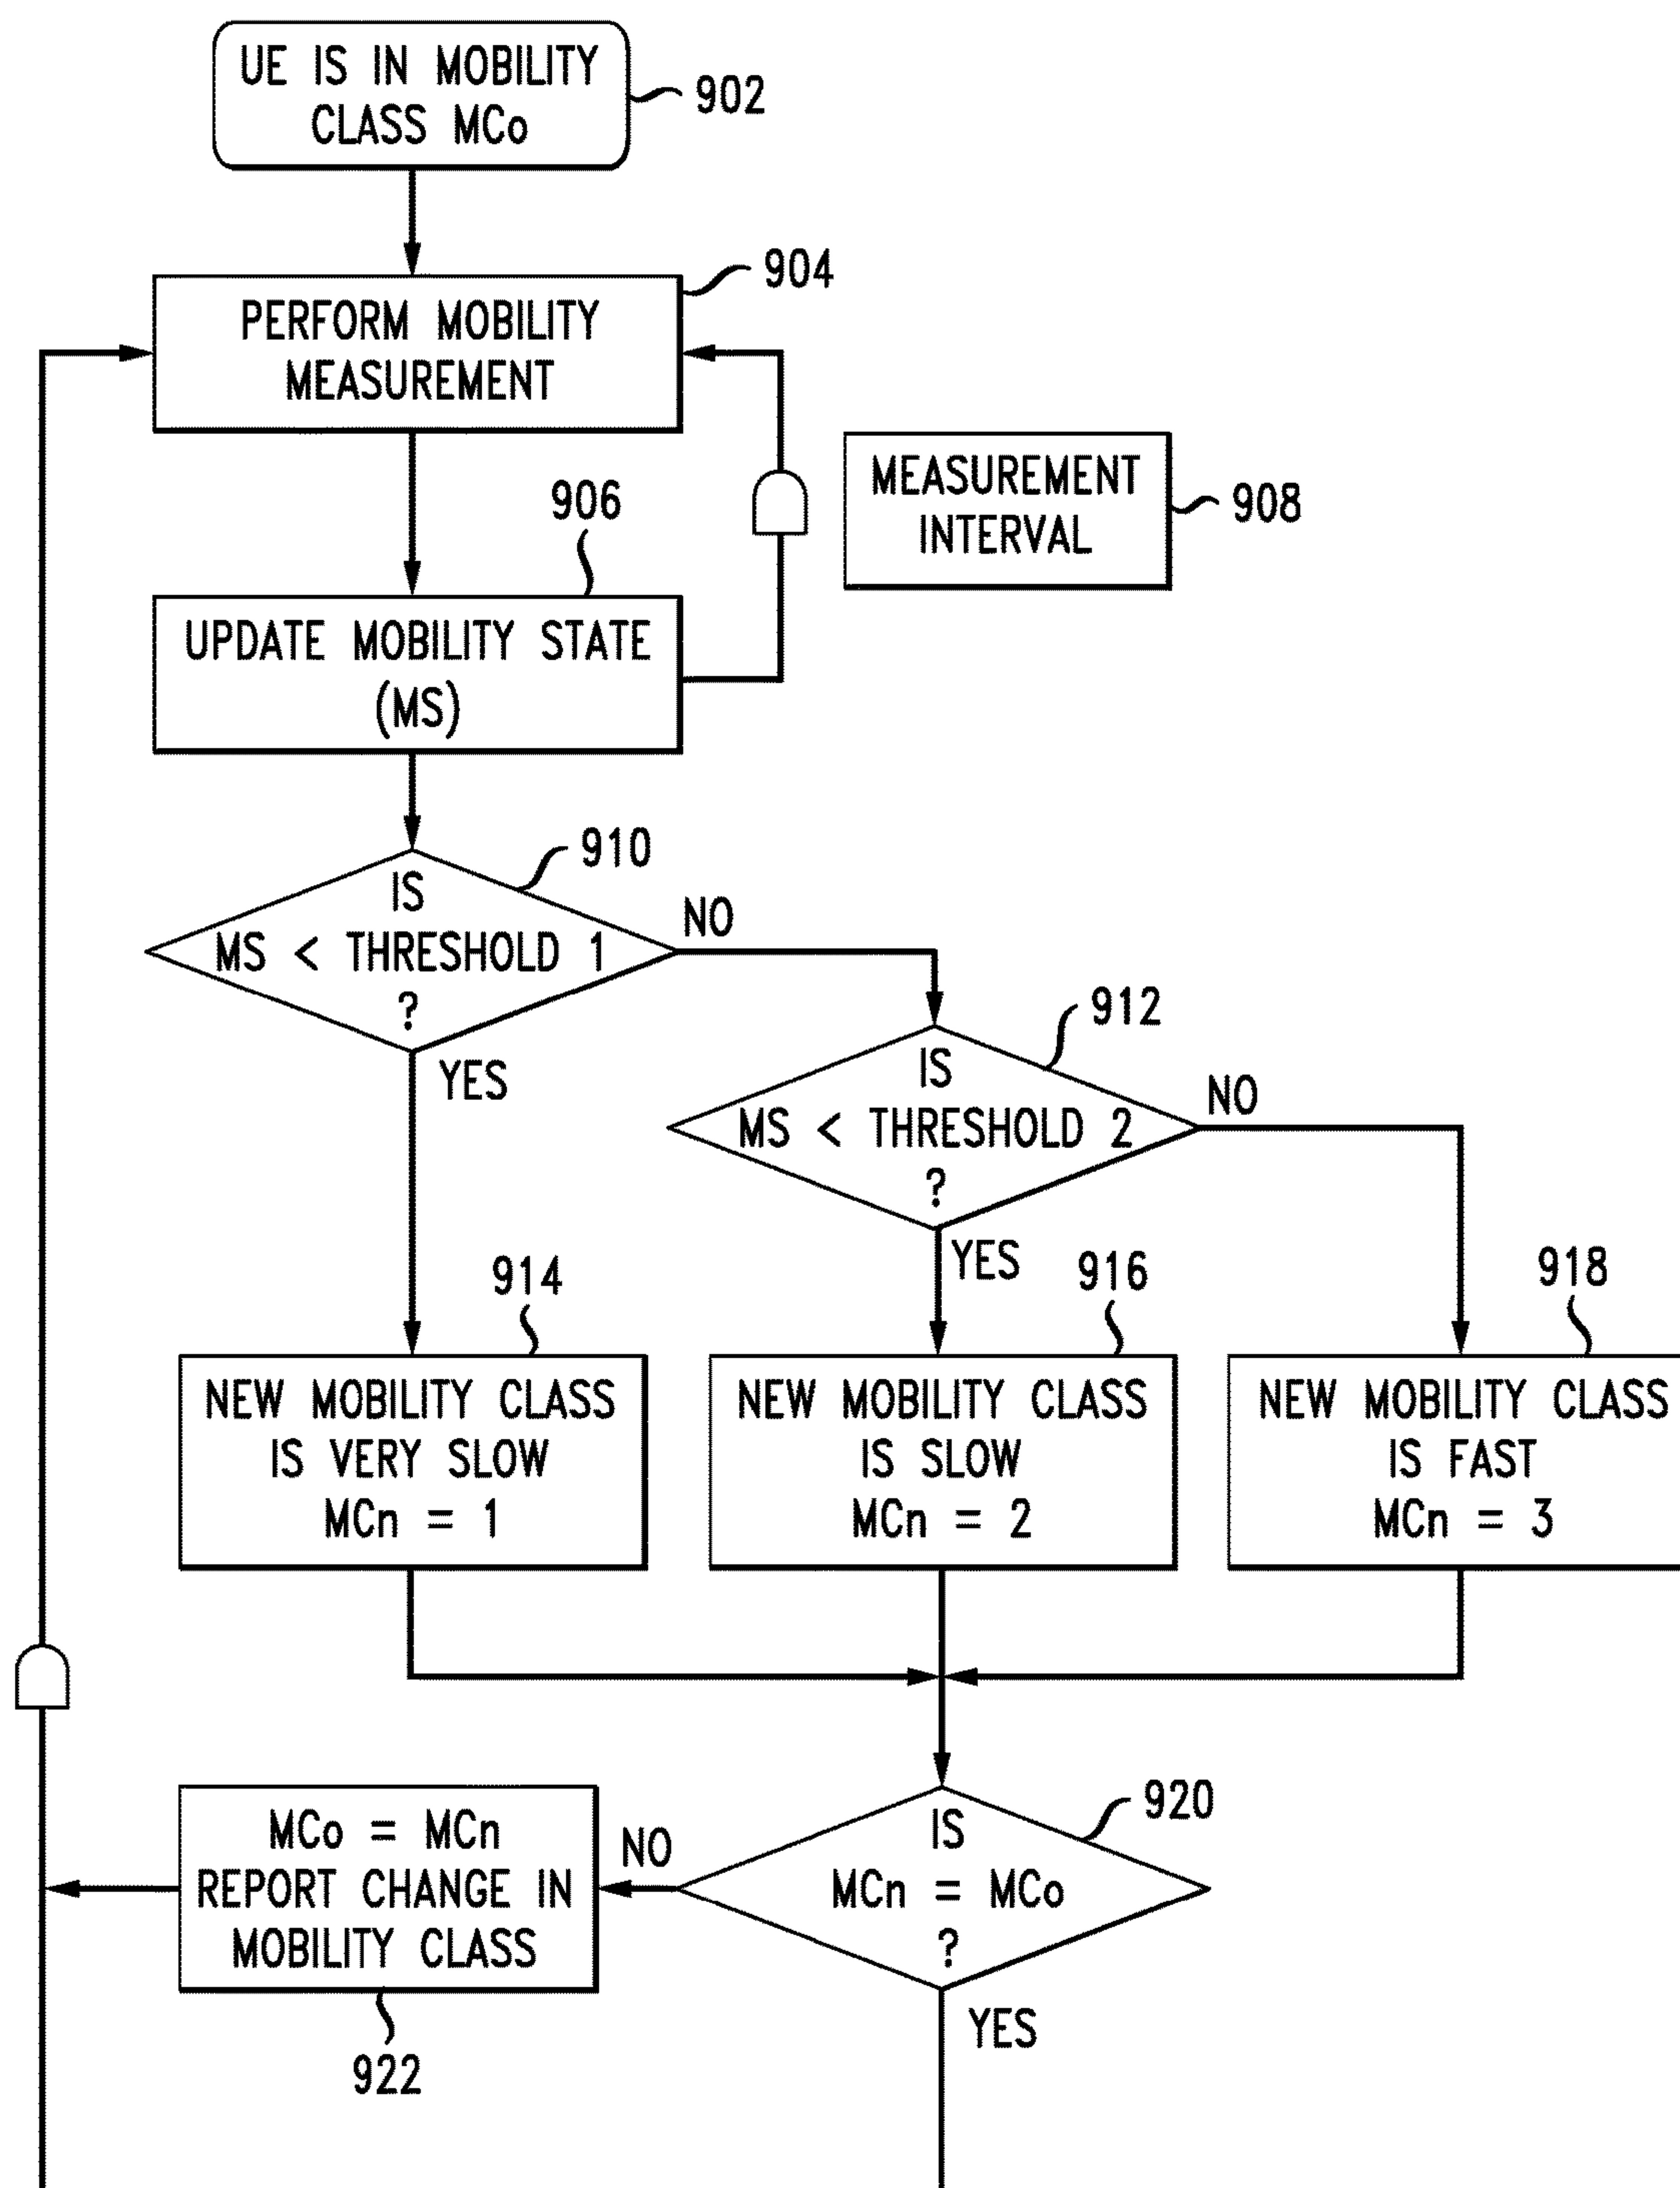 UE IS IN MOBILITY
CLASS MCo
902
904
PERFORM MOBILITY
MEASUREMENT
MEASUREMENT
INTERVAL
908
906
UPDATE MOBILITY STATE
(MS)
910
IS
MS < THRESHOLD 1
?
NO
YES
912
IS
MS < THRESHOLD 2
?
NO
YES
914
NEW MOBILITY CLASS
IS VERY SLOW
MCn = 1
916
NEW MOBILITY CLASS
IS SLOW
MCn = 2
918
NEW MOBILITY CLASS
IS FAST
MCn = 3
920
IS
MCn = MCo
?
NO
YES
MCo = MCn
REPORT CHANGE IN
MOBILITY CLASS
922